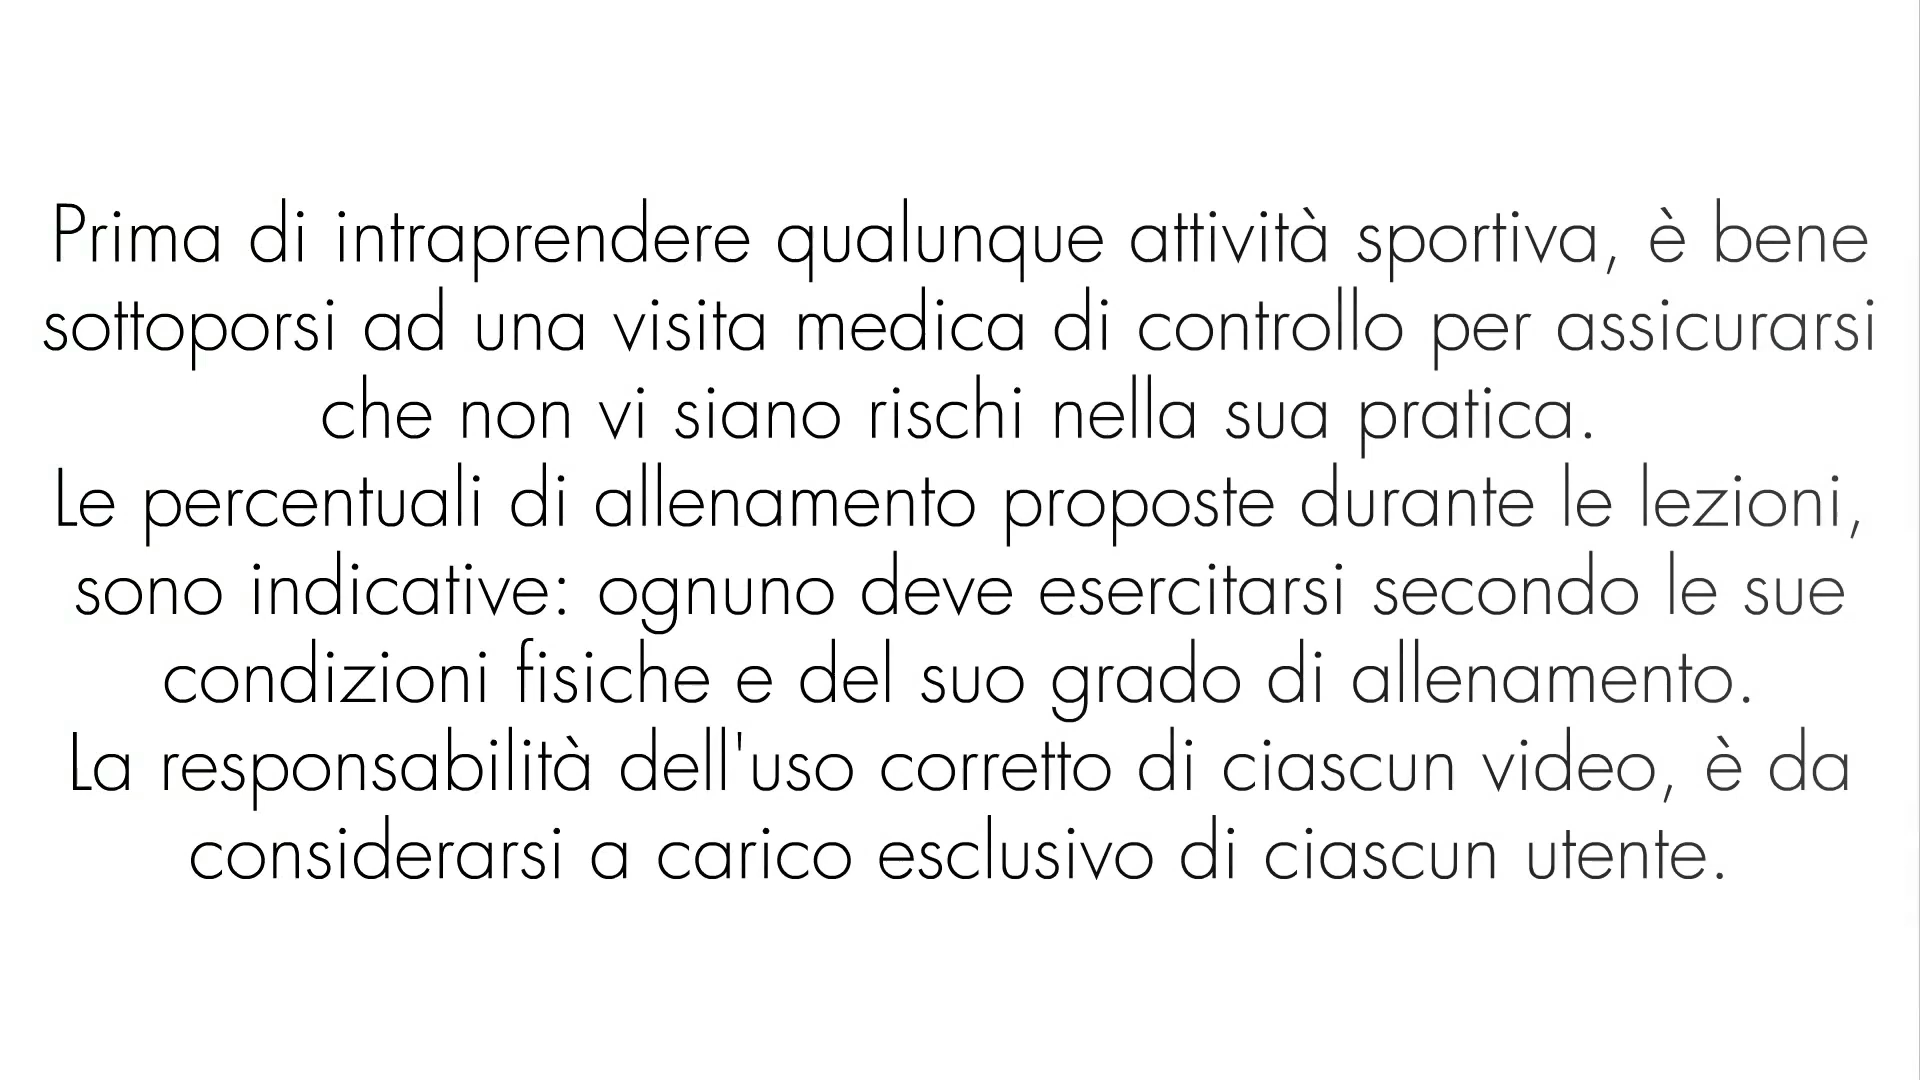 Prima di intraprendere qualunque attività sportiva, è bene
sottoporsi ad una visita medica di controllo per assicurarsi
che non vi siano rischi nella sua pratica.
Le percentuali di allenamento proposte durante le lezioni,
sono indicative: ognuno deve esercitarsi secondo le sue
condizioni fisiche e del suo grado di allenamento.
La responsabilità dell'uso corretto di ciascun video, è da
considerarsi a carico esclusivo di ciascun utente.